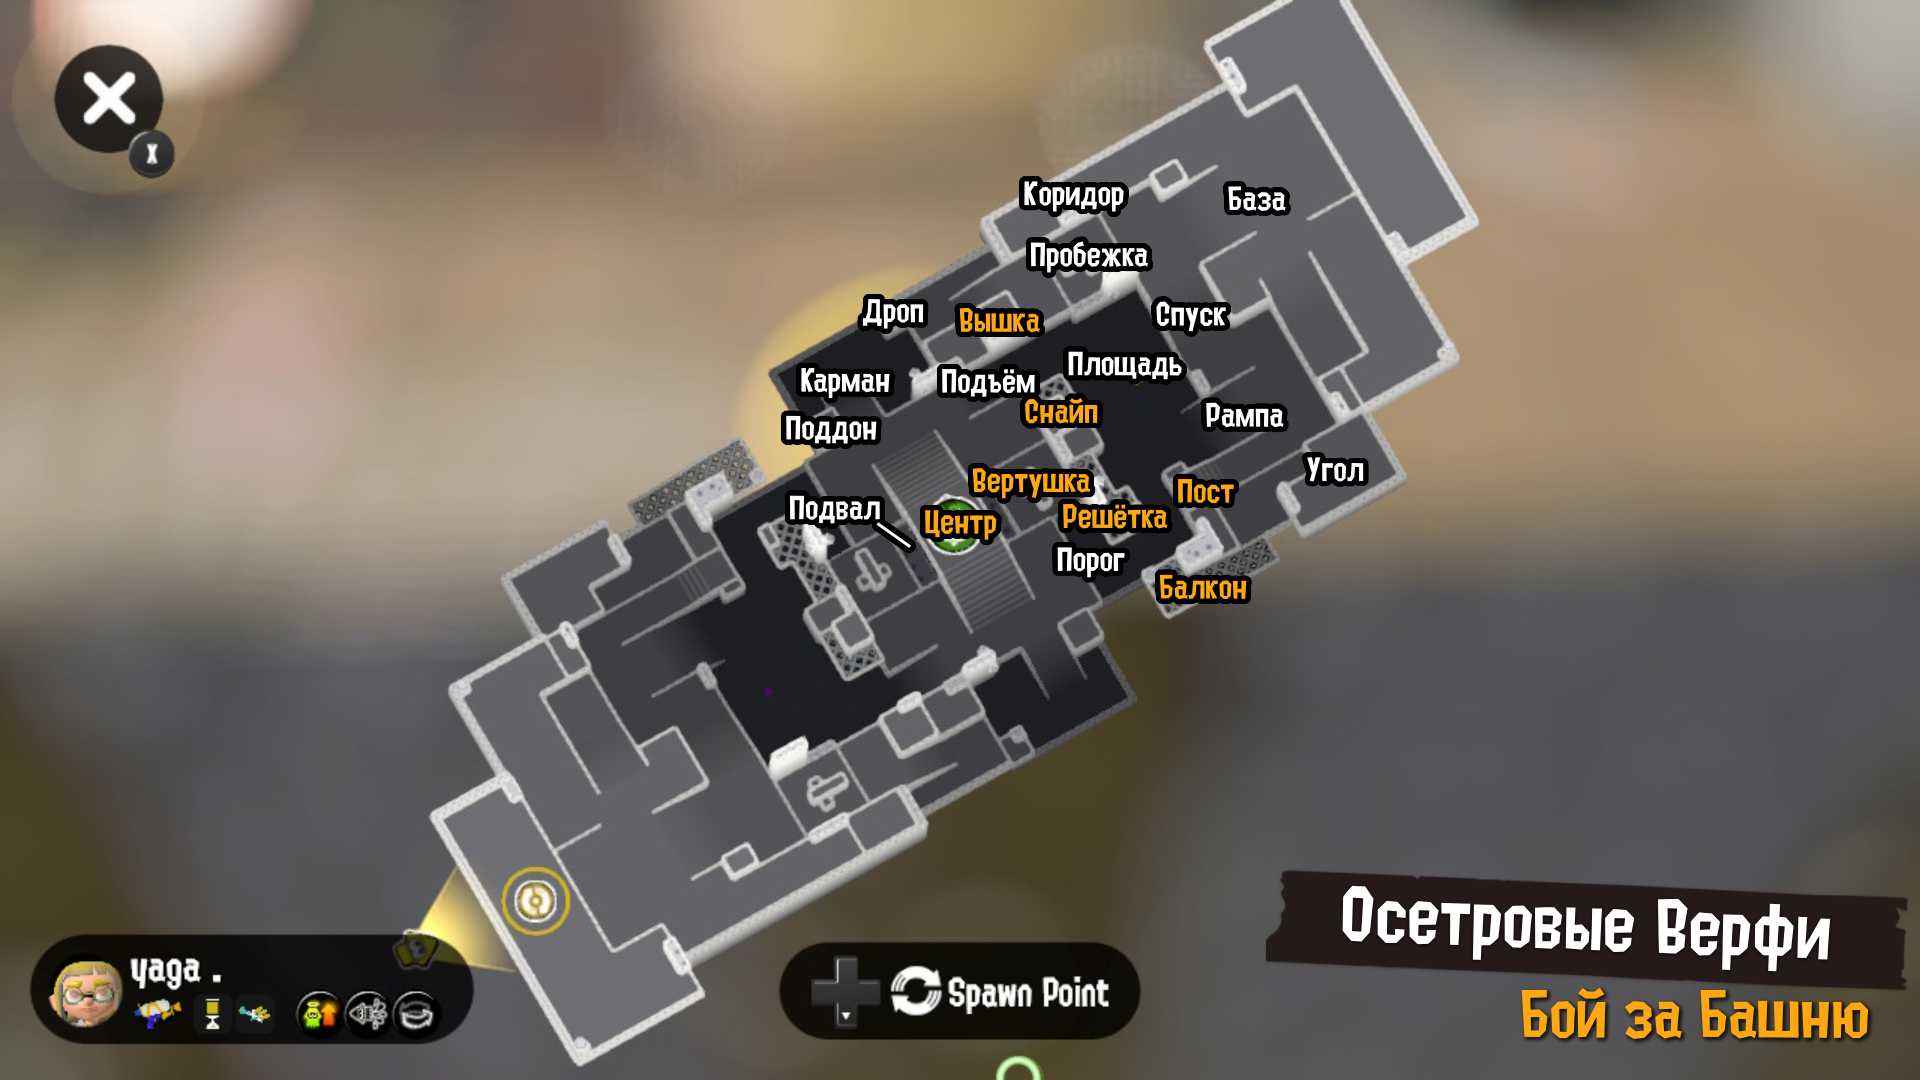 X
Коридор
База
Пробежка
Дроп
Вышка
Спуск
Площадь
Карман
Подъём
Снайп
Рампа
Поддон
Угол
Вертушка
Пост
Подвал
Центр
Решётка
Порог
Балкон
Осетровые Верфи
yaga .
Spawn Point
Бой за Башню